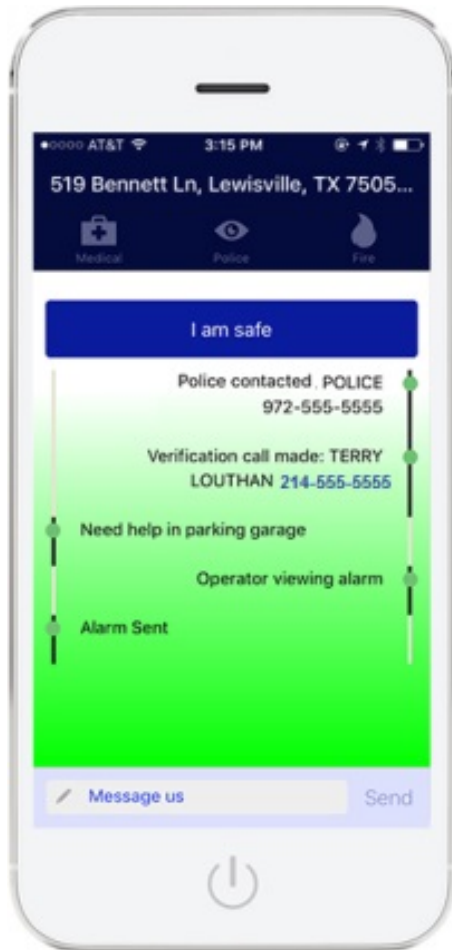 AT&T 3:15 PM
519 Bennett Ln, Lewisville, TX 7505...
Medical Police Fire
I am safe
Police contacted . POLICE
972-555-5555
Verification call made: TERRY
LOUTHAN 214-555-5555
Need help in parking garage
Operator viewing alarm
Alarm Sent
Message us Send